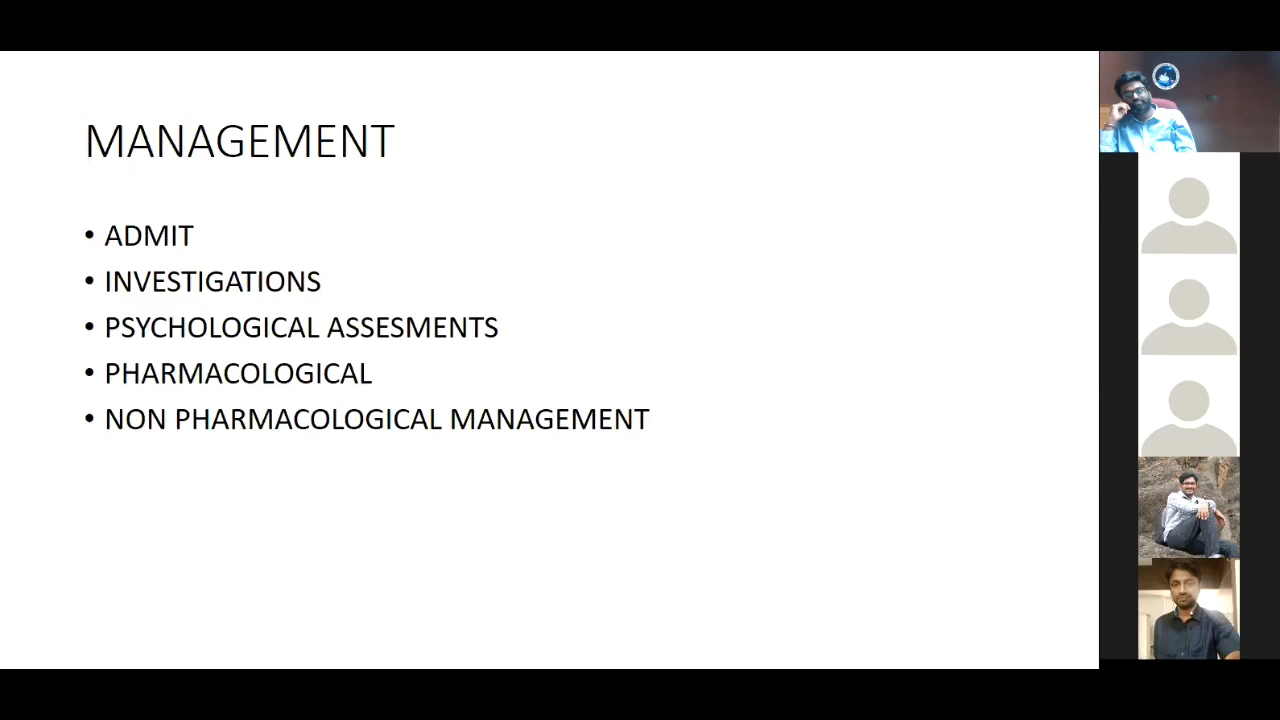 MANAGEMENT
• ADMIT
• INVESTIGATIONS
• PSYCHOLOGICAL ASSESMENTS
• PHARMACOLOGICAL
• NON PHARMACOLOGICAL MANAGEMENT